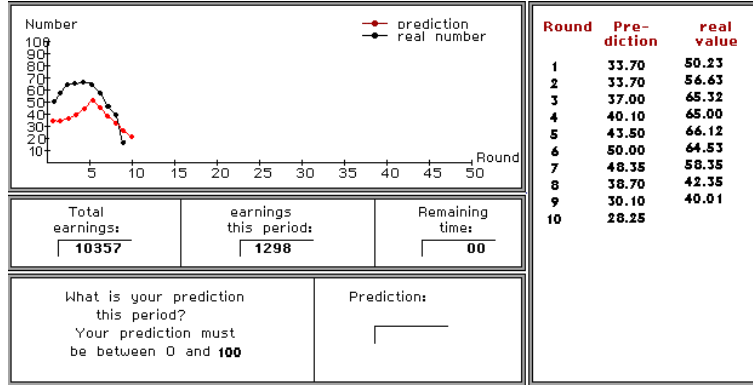 Number
prediction
real number
100
90
80
70
60
50
40
30
20
10
5 10 15 20 25 30 35 40 45 50
Round
Total earnings:
10357
earnings this period:
1298
Remaining time:
00
What is your prediction
this period?
Your prediction must
be between 0 and 100
Prediction:
Round Pre-diction real value
1 33.70 50.23
2 33.70 56.63
3 37.00 65.32
4 40.10 65.00
5 43.50 66.12
6 50.00 64.53
7 48.35 58.35
8 38.70 42.35
9 30.10 40.01
10 28.25